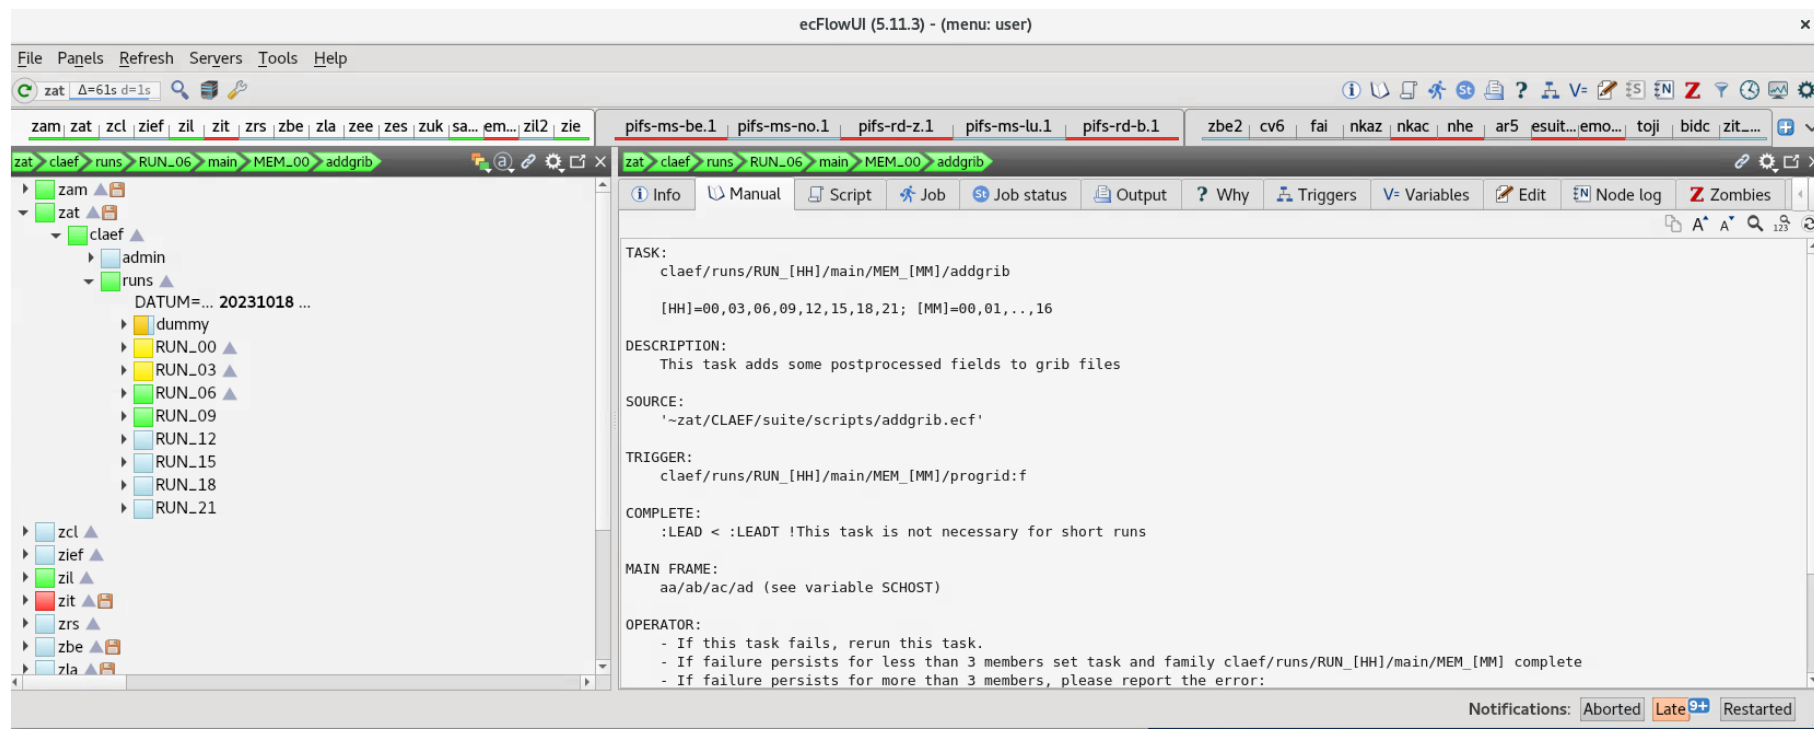 ecFlowUI (5.11.3) - (menu: user)
File Panels Refresh Servers Tools Help
zat Δ=61s d=1s
zam zat zcl zief zil zit zrs zbe zla zee zes zuk sa... em... zil2 zie
pifs-ms-be.1 pifs-ms-no.1 pifs-rd-z.1 pifs-ms-lu.1 pifs-rd-b.1
zbe2 cv6 fai nkaz nkac nhe ar5 esuit... emo... toji bidc zit_...
zat claef runs RUN_06 main MEM_00 addgrib
zam
zat
claef
admin
runs
DATUM=... 20231018 ...
dummy
RUN_00
RUN_03
RUN_06
RUN_09
RUN_12
RUN_15
RUN_18
RUN_21
zcl
zief
zil
zit
zrs
zbe
zla
zat claef runs RUN_06 main MEM_00 addgrib
Info Manual Script Job Job status Output Why Triggers Variables Edit Node log Zombies
TASK:
claef/runs/RUN_[HH]/main/MEM_[MM]/addgrib
[HH]=00,03,06,09,12,15,18,21; [MM]=00,01,..,16
DESCRIPTION:
This task adds some postprocessed fields to grib files
SOURCE:
'~zat/CLAEF/suite/scripts/addgrib.ecf'
TRIGGER:
claef/runs/RUN_[HH]/main/MEM_[MM]/progrid:f
COMPLETE:
:LEAD < :LEADT !This task is not necessary for short runs
MAIN FRAME:
aa/ab/ac/ad (see variable SCHOST)
OPERATOR:
- If this task fails, rerun this task.
- If failure persists for less than 3 members set task and family claef/runs/RUN_[HH]/main/MEM_[MM] complete
- If failure persists for more than 3 members, please report the error:
Notifications: Aborted Late 9+ Restarted